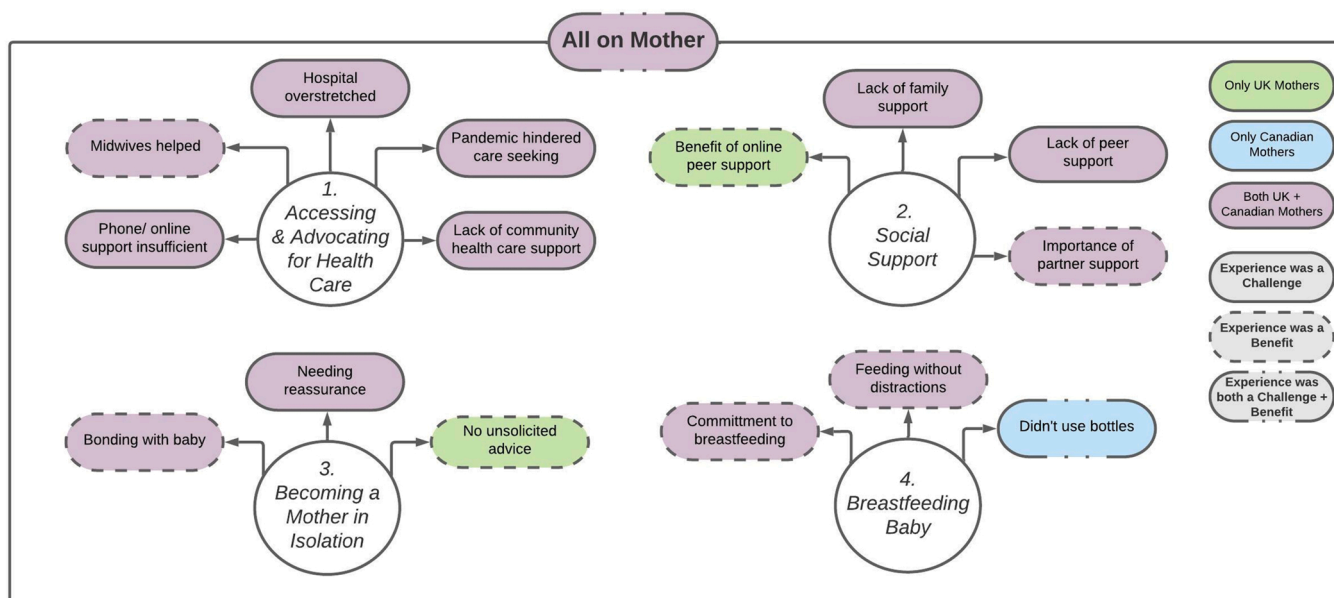 All on Mother
Hospital
overstretched
Midwives helped
Pandemic hindered
care seeking
Phone/ online
support insufficient
Lack of community
health care support
1.
Accessing
& Advocating
for Health
Care
Lack of family
support
Benefit of online
peer support
Lack of peer
support
Importance of
partner support
2.
Social
Support
Needing
reassurance
Bonding with baby
No unsolicited
advice
3.
Becoming a
Mother in
Isolation
Feeding without
distractions
Committment to
breastfeeding
Didn't use bottles
4.
Breastfeeding
Baby
Only UK Mothers
Only Canadian
Mothers
Both UK +
Canadian Mothers
Experience was a
Challenge
Experience was a
Benefit
Experience was
both a Challenge +
Benefit